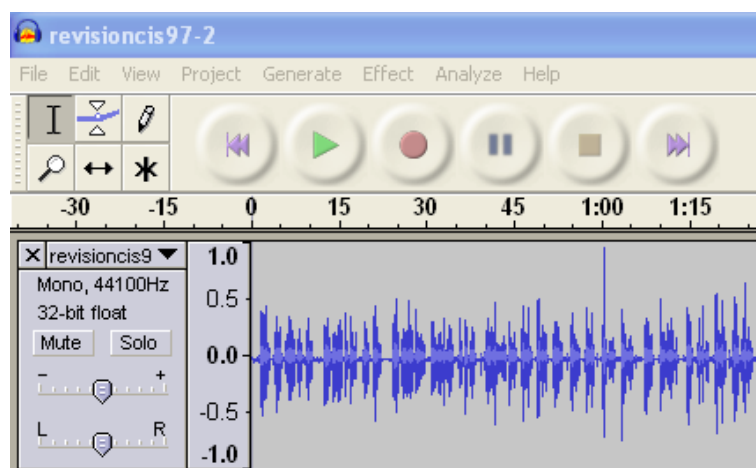 revisioncis97-2
File Edit View Project Generate Effect Analyze Help
-30 -15 0 15 30 45 1:00 1:15
X revisioncis9
Mono, 44100Hz
32-bit float
Mute Solo
- +
L R
1.0
0.5
0.0
-0.5
-1.0